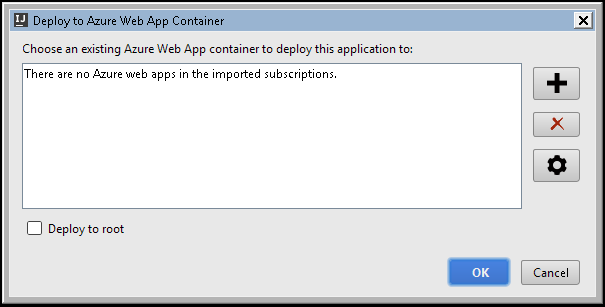 IJ Deploy to Azure Web App Container
Choose an existing Azure Web App container to deploy this application to:
There are no Azure web apps in the imported subscriptions.
Deploy to root
OK Cancel